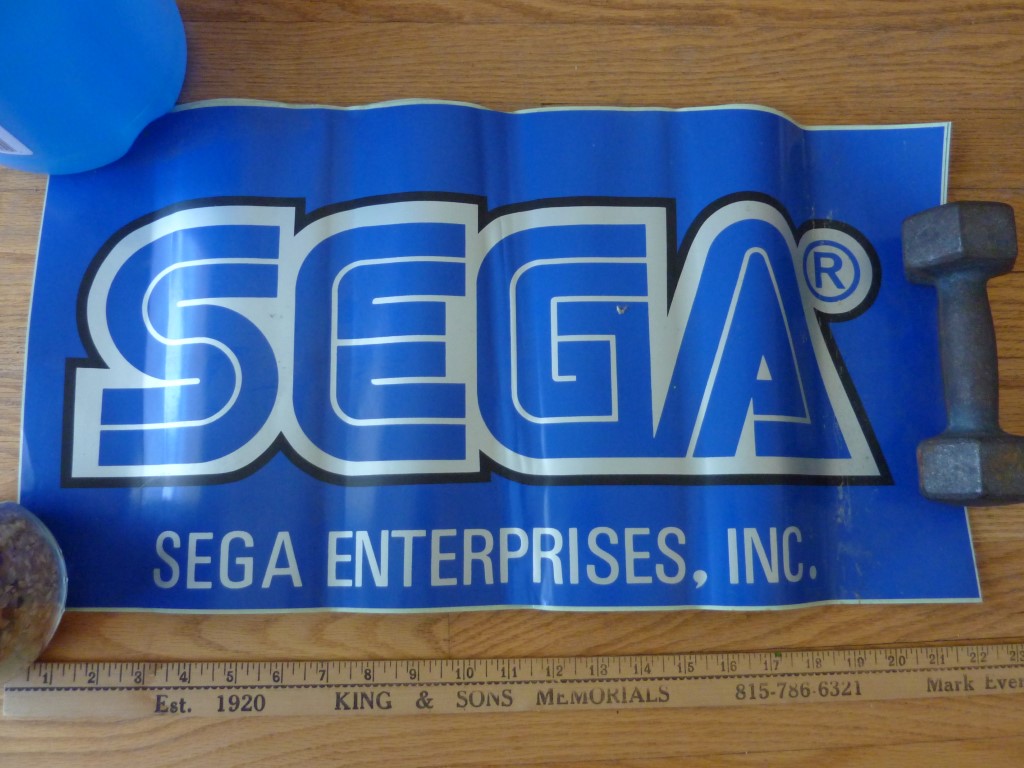 SEGA®
SEGA ENTERPRISES, INC.
1 2 3 4 5 6 7 8 9 10 11 12 13 14 15 16 17 18 19 20 21 22 23
Est. 1920 KING & SONS MEMORIALS 815-786-6321 Mark Ever